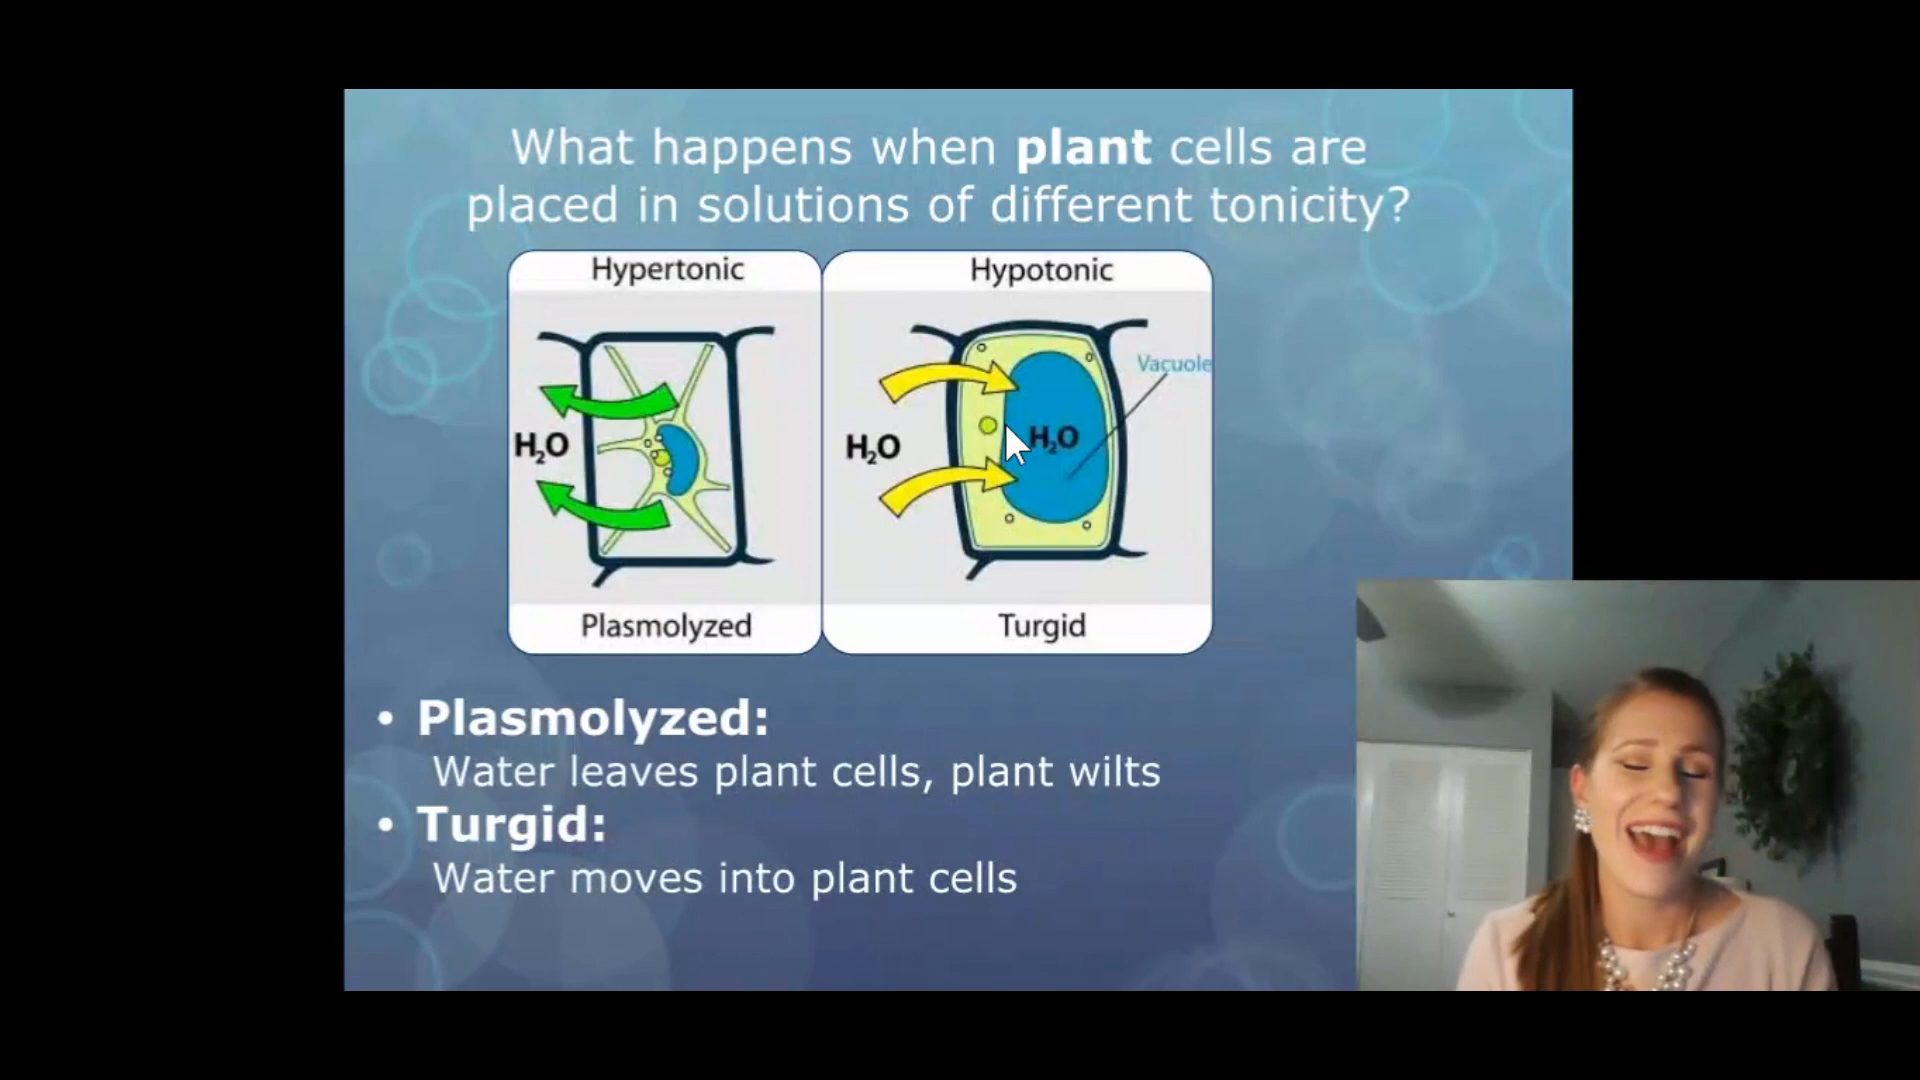 What happens when plant cells are
placed in solutions of different tonicity?
Hypertonic
H₂O
Plasmolyzed
Hypotonic
Vacuole
H₂O
H₂O
Turgid
• Plasmolyzed:
Water leaves plant cells, plant wilts
• Turgid:
Water moves into plant cells